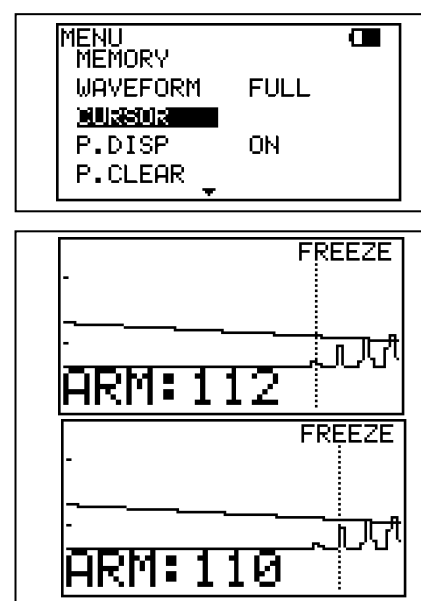 MENU
MEMORY
WAVEFORM FULL
CURSOR
P.DISP ON
P.CLEAR
FREEZE
ARM:112
FREEZE
ARM:110